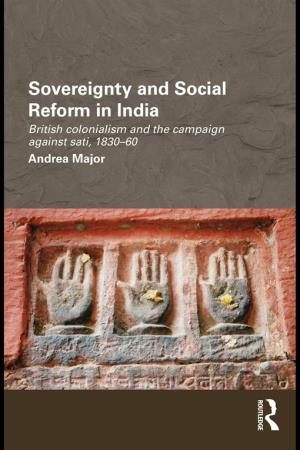 Sovereignty and Social
Reform in India
British colonialism and the campaign
against sati, 1830–60
Andrea Major
R
ROUTLEDGE